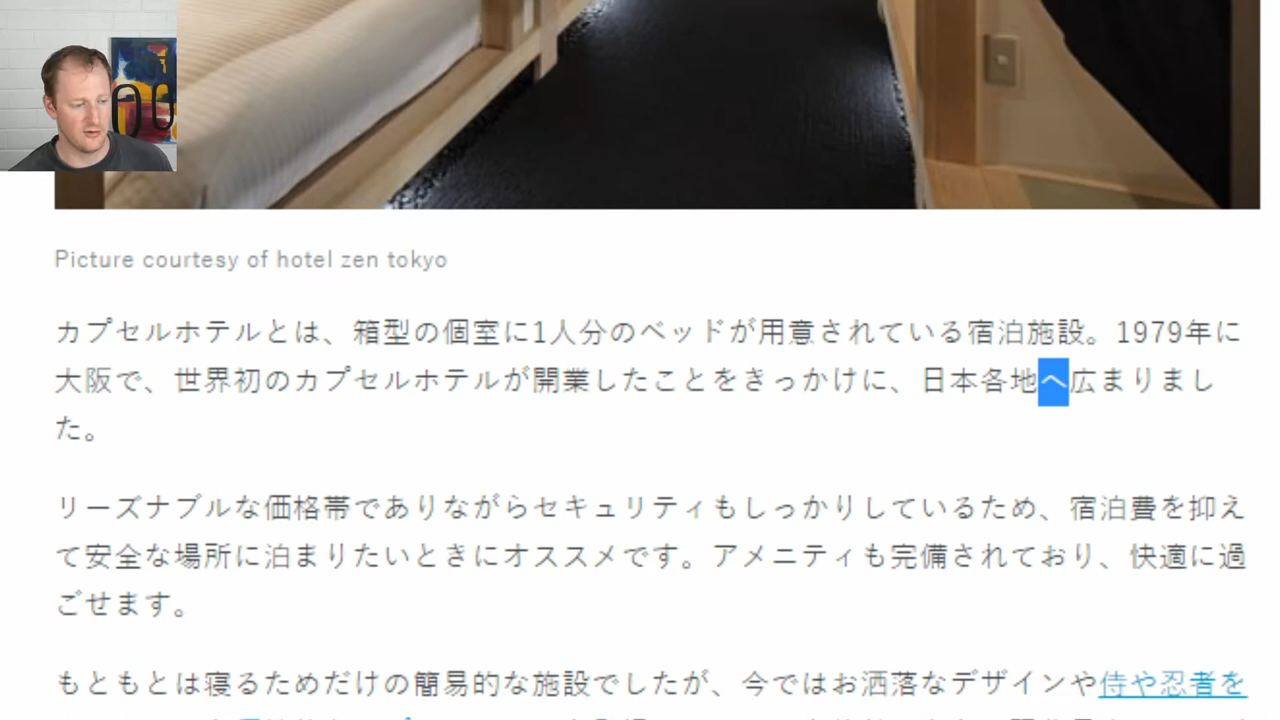 Picture courtesy of hotel zen tokyo
カプセルホテルとは、箱型の個室に1人分のベッドが用意されている宿泊施設。1979年に
大阪で、世界初のカプセルホテルが開業したことをきっかけに、日本各地へ広まりまし
た。
リーズナブルな価格帯でありながらセキュリティもしっかりしているため、宿泊費を抑え
て安全な場所に泊まりたいときにオススメです。アメニティも完備されており、快適に過
ごせます。
もともとは寝るためだけの簡易的な施設でしたが、今ではお洒落なデザインや侍や忍者を